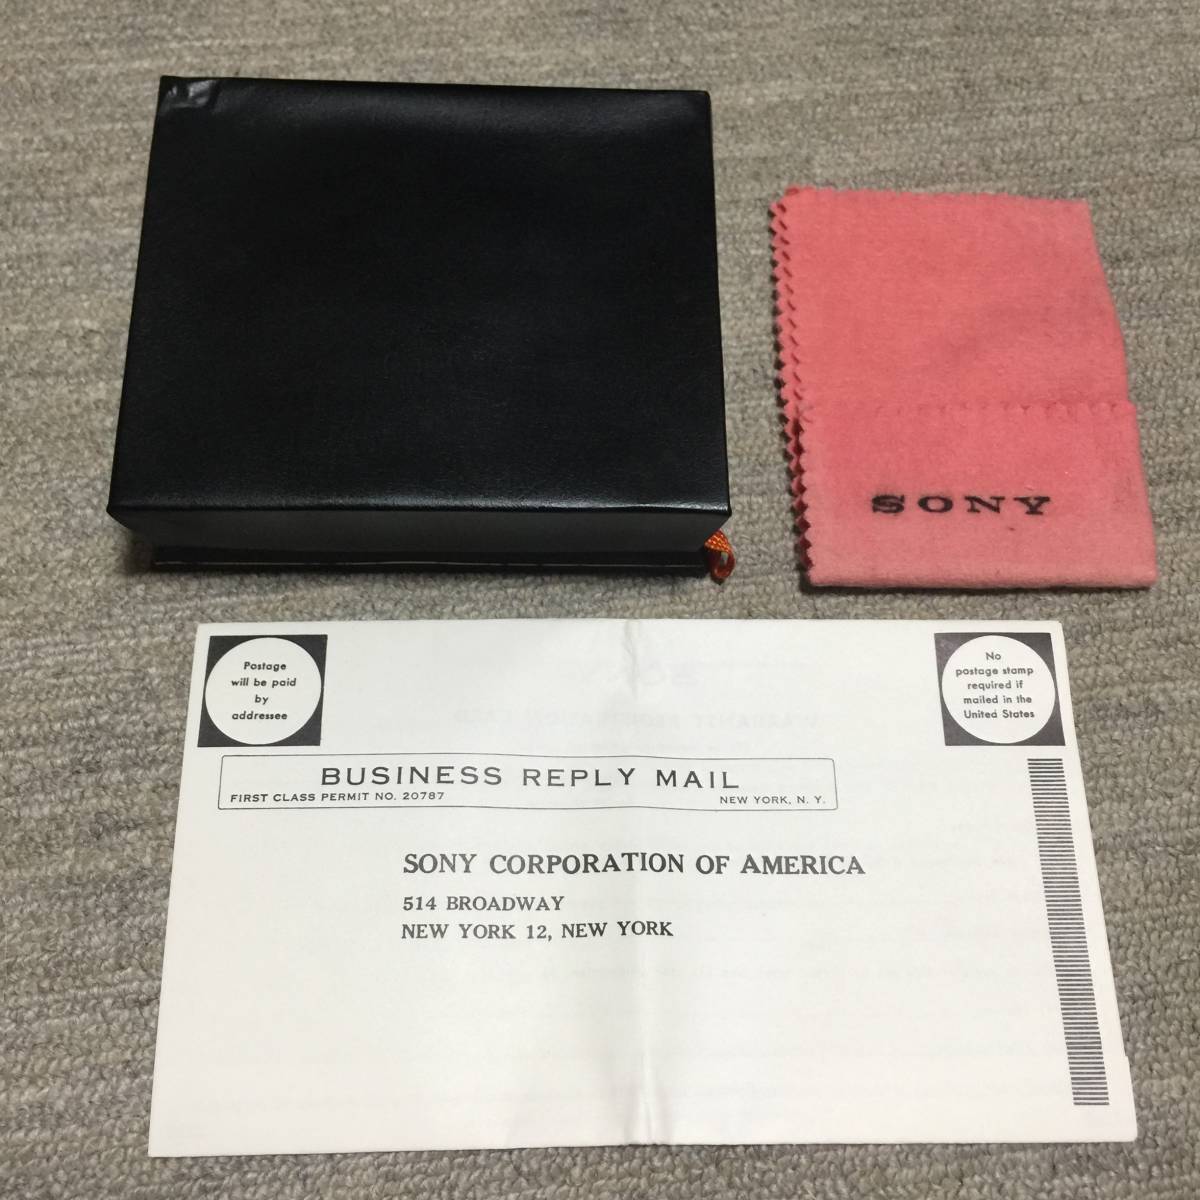 SONY
Postage
will be paid
by
addressee
No
postage stamp
required if
mailed in the
United States
BUSINESS REPLY MAIL
FIRST CLASS PERMIT NO. 20787
NEW YORK, N. Y.
SONY CORPORATION OF AMERICA
514 BROADWAY
NEW YORK 12, NEW YORK